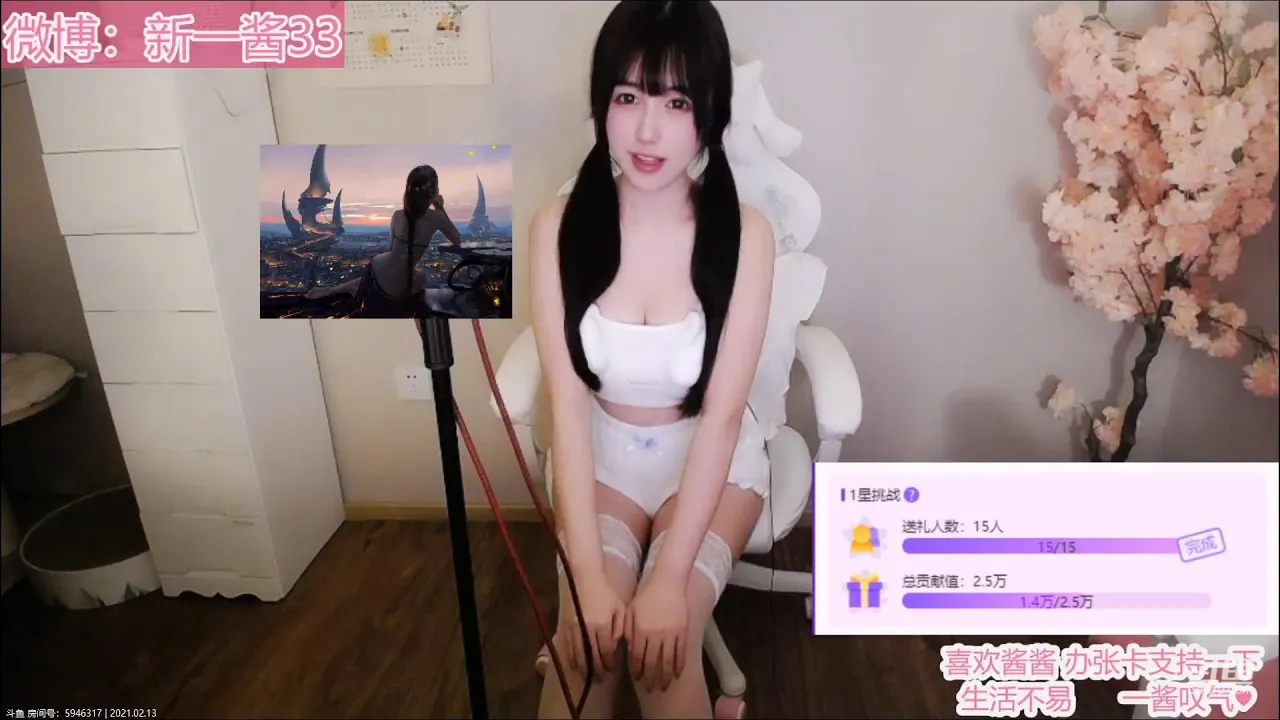 微博：新一酱33
1星挑战 ?
送礼人数：15人
15/15
完成
总贡献值：2.5万
1.4万/2.5万
喜欢酱酱 办张卡支持一下
生活不易 一酱叹气
斗鱼 房间号：5946317 | 2021.02.13